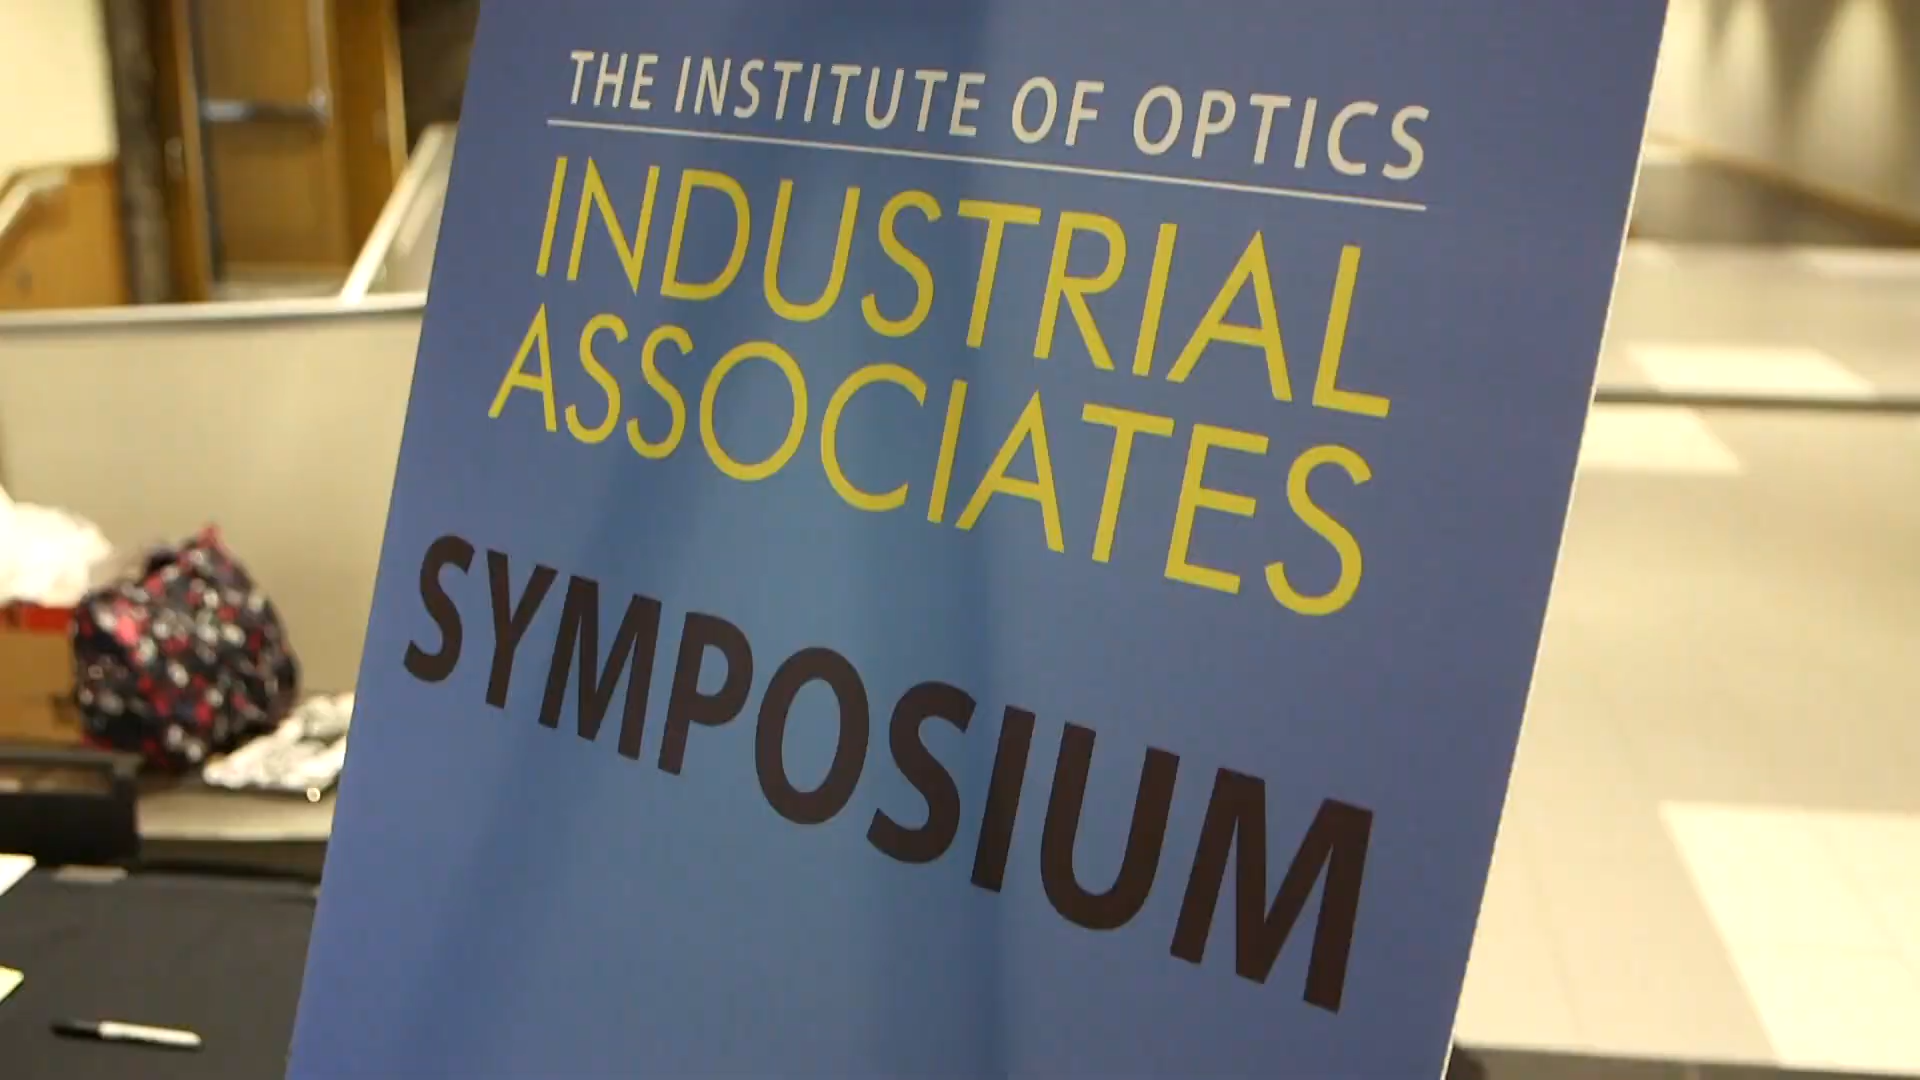 THE INSTITUTE OF OPTICS
INDUSTRIAL
ASSOCIATES
SYMPOSIUM